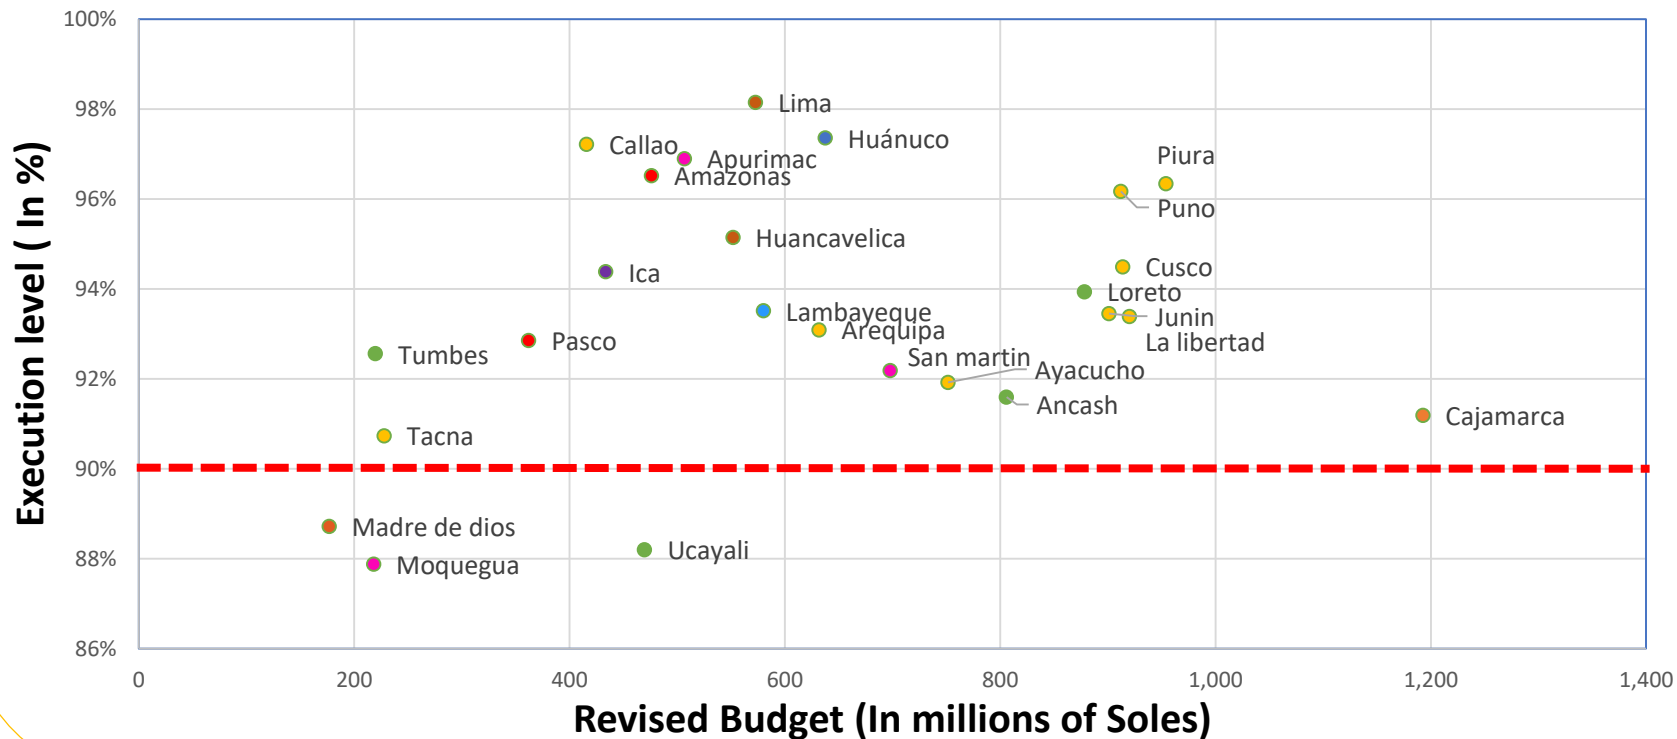 100%
98%
96%
94%
92%
90%
88%
86%
Execution level ( In %)
Lima
Huánuco
Callao
Apurimac
Amazonas
Piura
Puno
Huancavelica
Cusco
Ica
Loreto
Lambayeque
Junin
Arequipa
La libertad
Pasco
Tumbes
San martin
Ayacucho
Ancash
Cajamarca
Tacna
Madre de dios
Ucayali
Moquegua
0 200 400 600 800 1,000 1,200 1,400
Revised Budget (In millions of Soles)